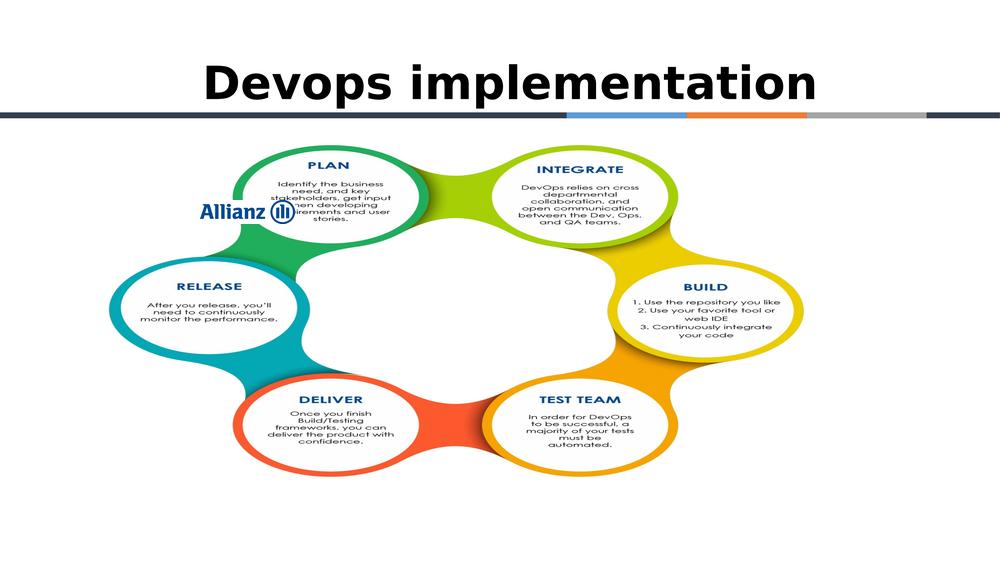 Devops implementation
PLAN
Identify the business
need, and key
stakeholders, get input
developing
and user
stories.
Allianz
INTEGRATE
DevOps relies on cross
departmental
collaboration, and
open communication
between the Dev, Ops,
and QA teams.
BUILD
1. Use the repository you like
2. Use your favorite tool or
web IDE
3. Continuously integrate
your code
TEST TEAM
In order for DevOps
to be successful, a
majority of your tests
must be
automated.
DELIVER
Once you finish
Build/Testing
frameworks, you can
deliver the product with
confidence.
RELEASE
After you release, you'll
need to continuously
monitor the performance.